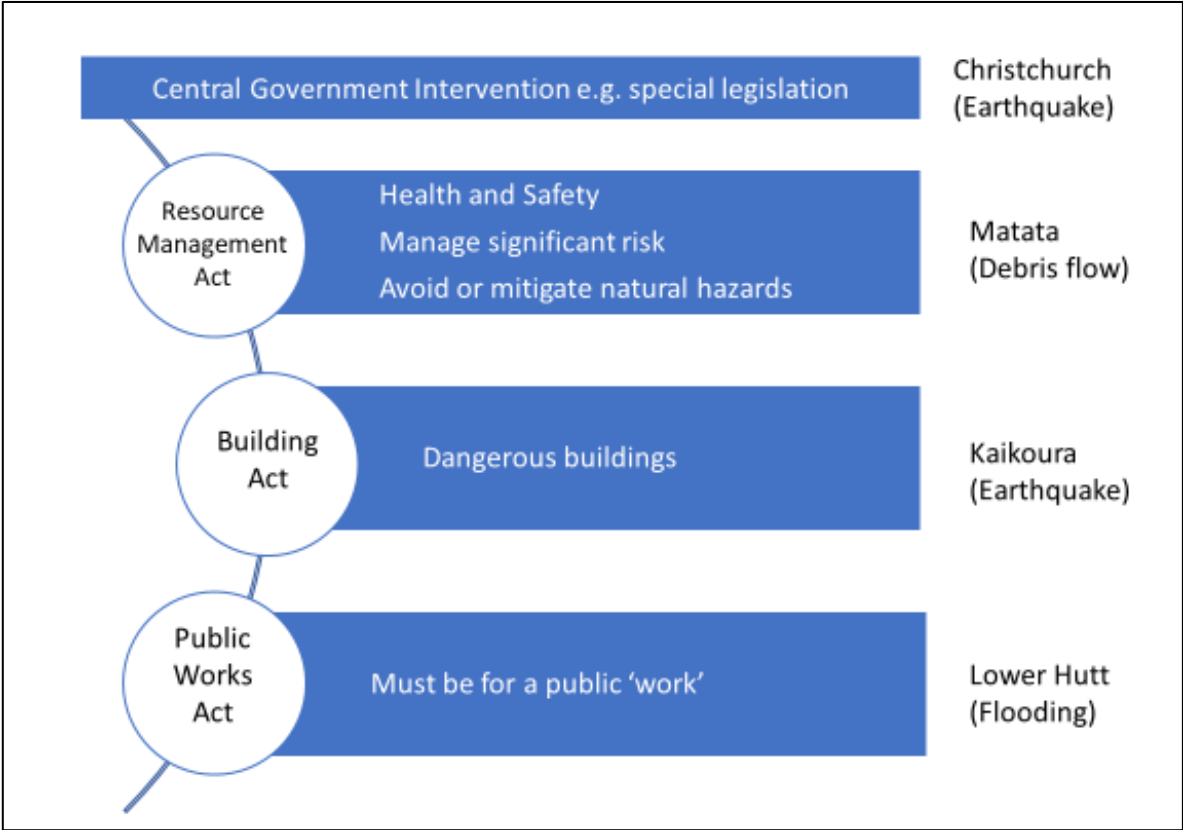 Central Government Intervention e.g. special legislation
Christchurch
(Earthquake)
Resource
Management
Act
Health and Safety
Manage significant risk
Avoid or mitigate natural hazards
Matata
(Debris flow)
Building
Act
Dangerous buildings
Kaikoura
(Earthquake)
Public
Works
Act
Must be for a public ‘work’
Lower Hutt
(Flooding)